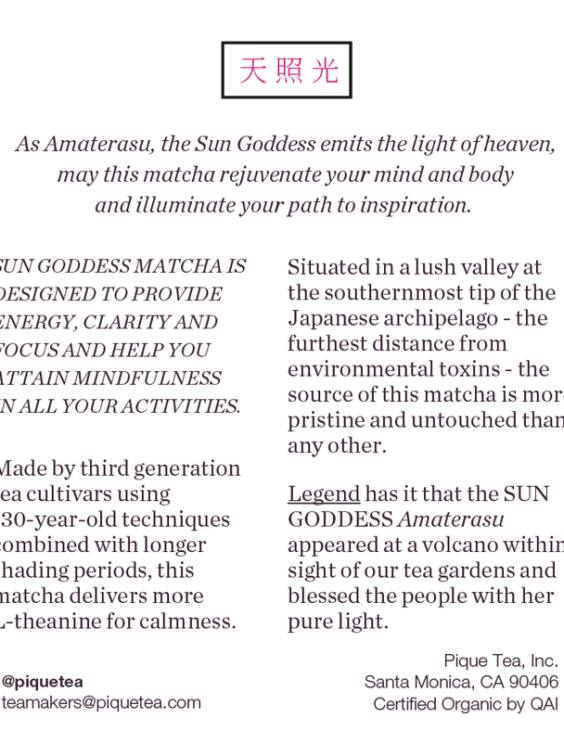 天照光
As Amaterasu, the Sun Goddess emits the light of heaven,
may this matcha rejuvenate your mind and body
and illuminate your path to inspiration.
SUN GODDESS MATCHA IS
DESIGNED TO PROVIDE
ENERGY, CLARITY AND
FOCUS AND HELP YOU
ATTAIN MINDFULNESS
IN ALL YOUR ACTIVITIES.
Made by third generation
tea cultivars using
30-year-old techniques
combined with longer
shading periods, this
matcha delivers more
L-theanine for calmness.
Situated in a lush valley at
the southernmost tip of the
Japanese archipelago - the
furthest distance from
environmental toxins - the
source of this matcha is more
pristine and untouched than
any other.
Legend has it that the SUN
GODDESS Amaterasu
appeared at a volcano within
sight of our tea gardens and
blessed the people with her
pure light.
@piquetea
teamakers@piquetea.com
Pique Tea, Inc.
Santa Monica, CA 90406
Certified Organic by QAI